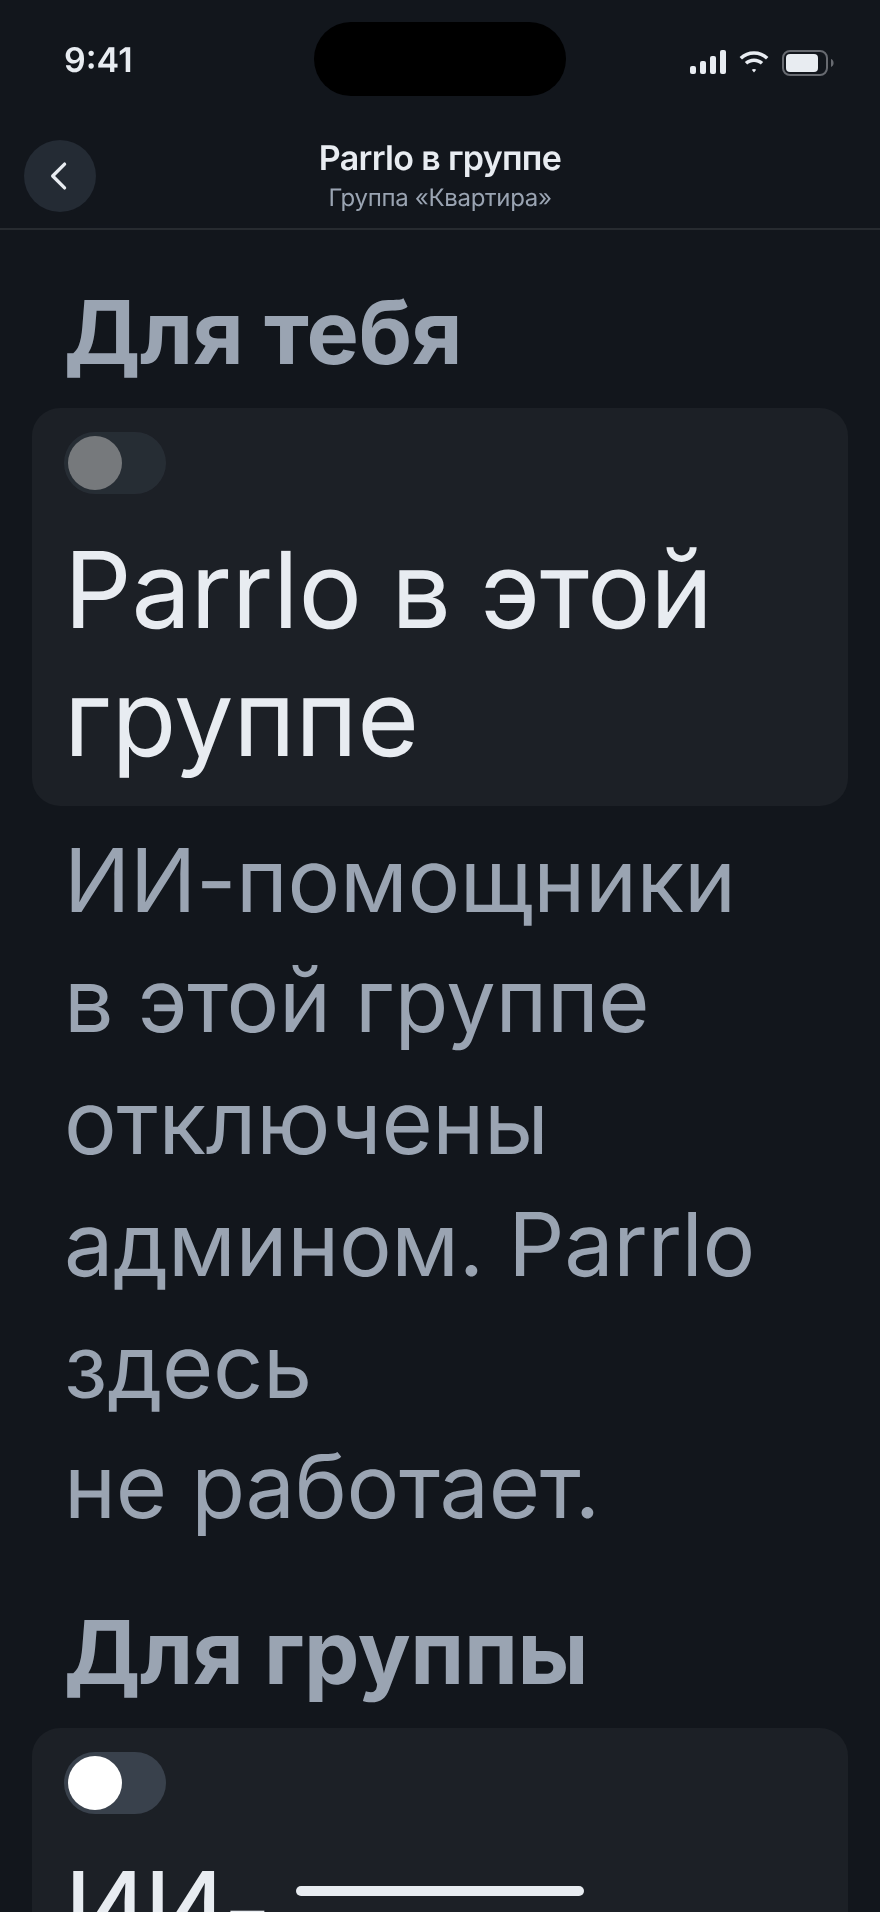 9:41
Parrlo в группе
Группа «Квартира»
Для тебя
Parrlo в этой
группе
ИИ-помощники
в этой группе
отключены
админом. Parrlo
здесь
не работает.
Для группы
ИИ-